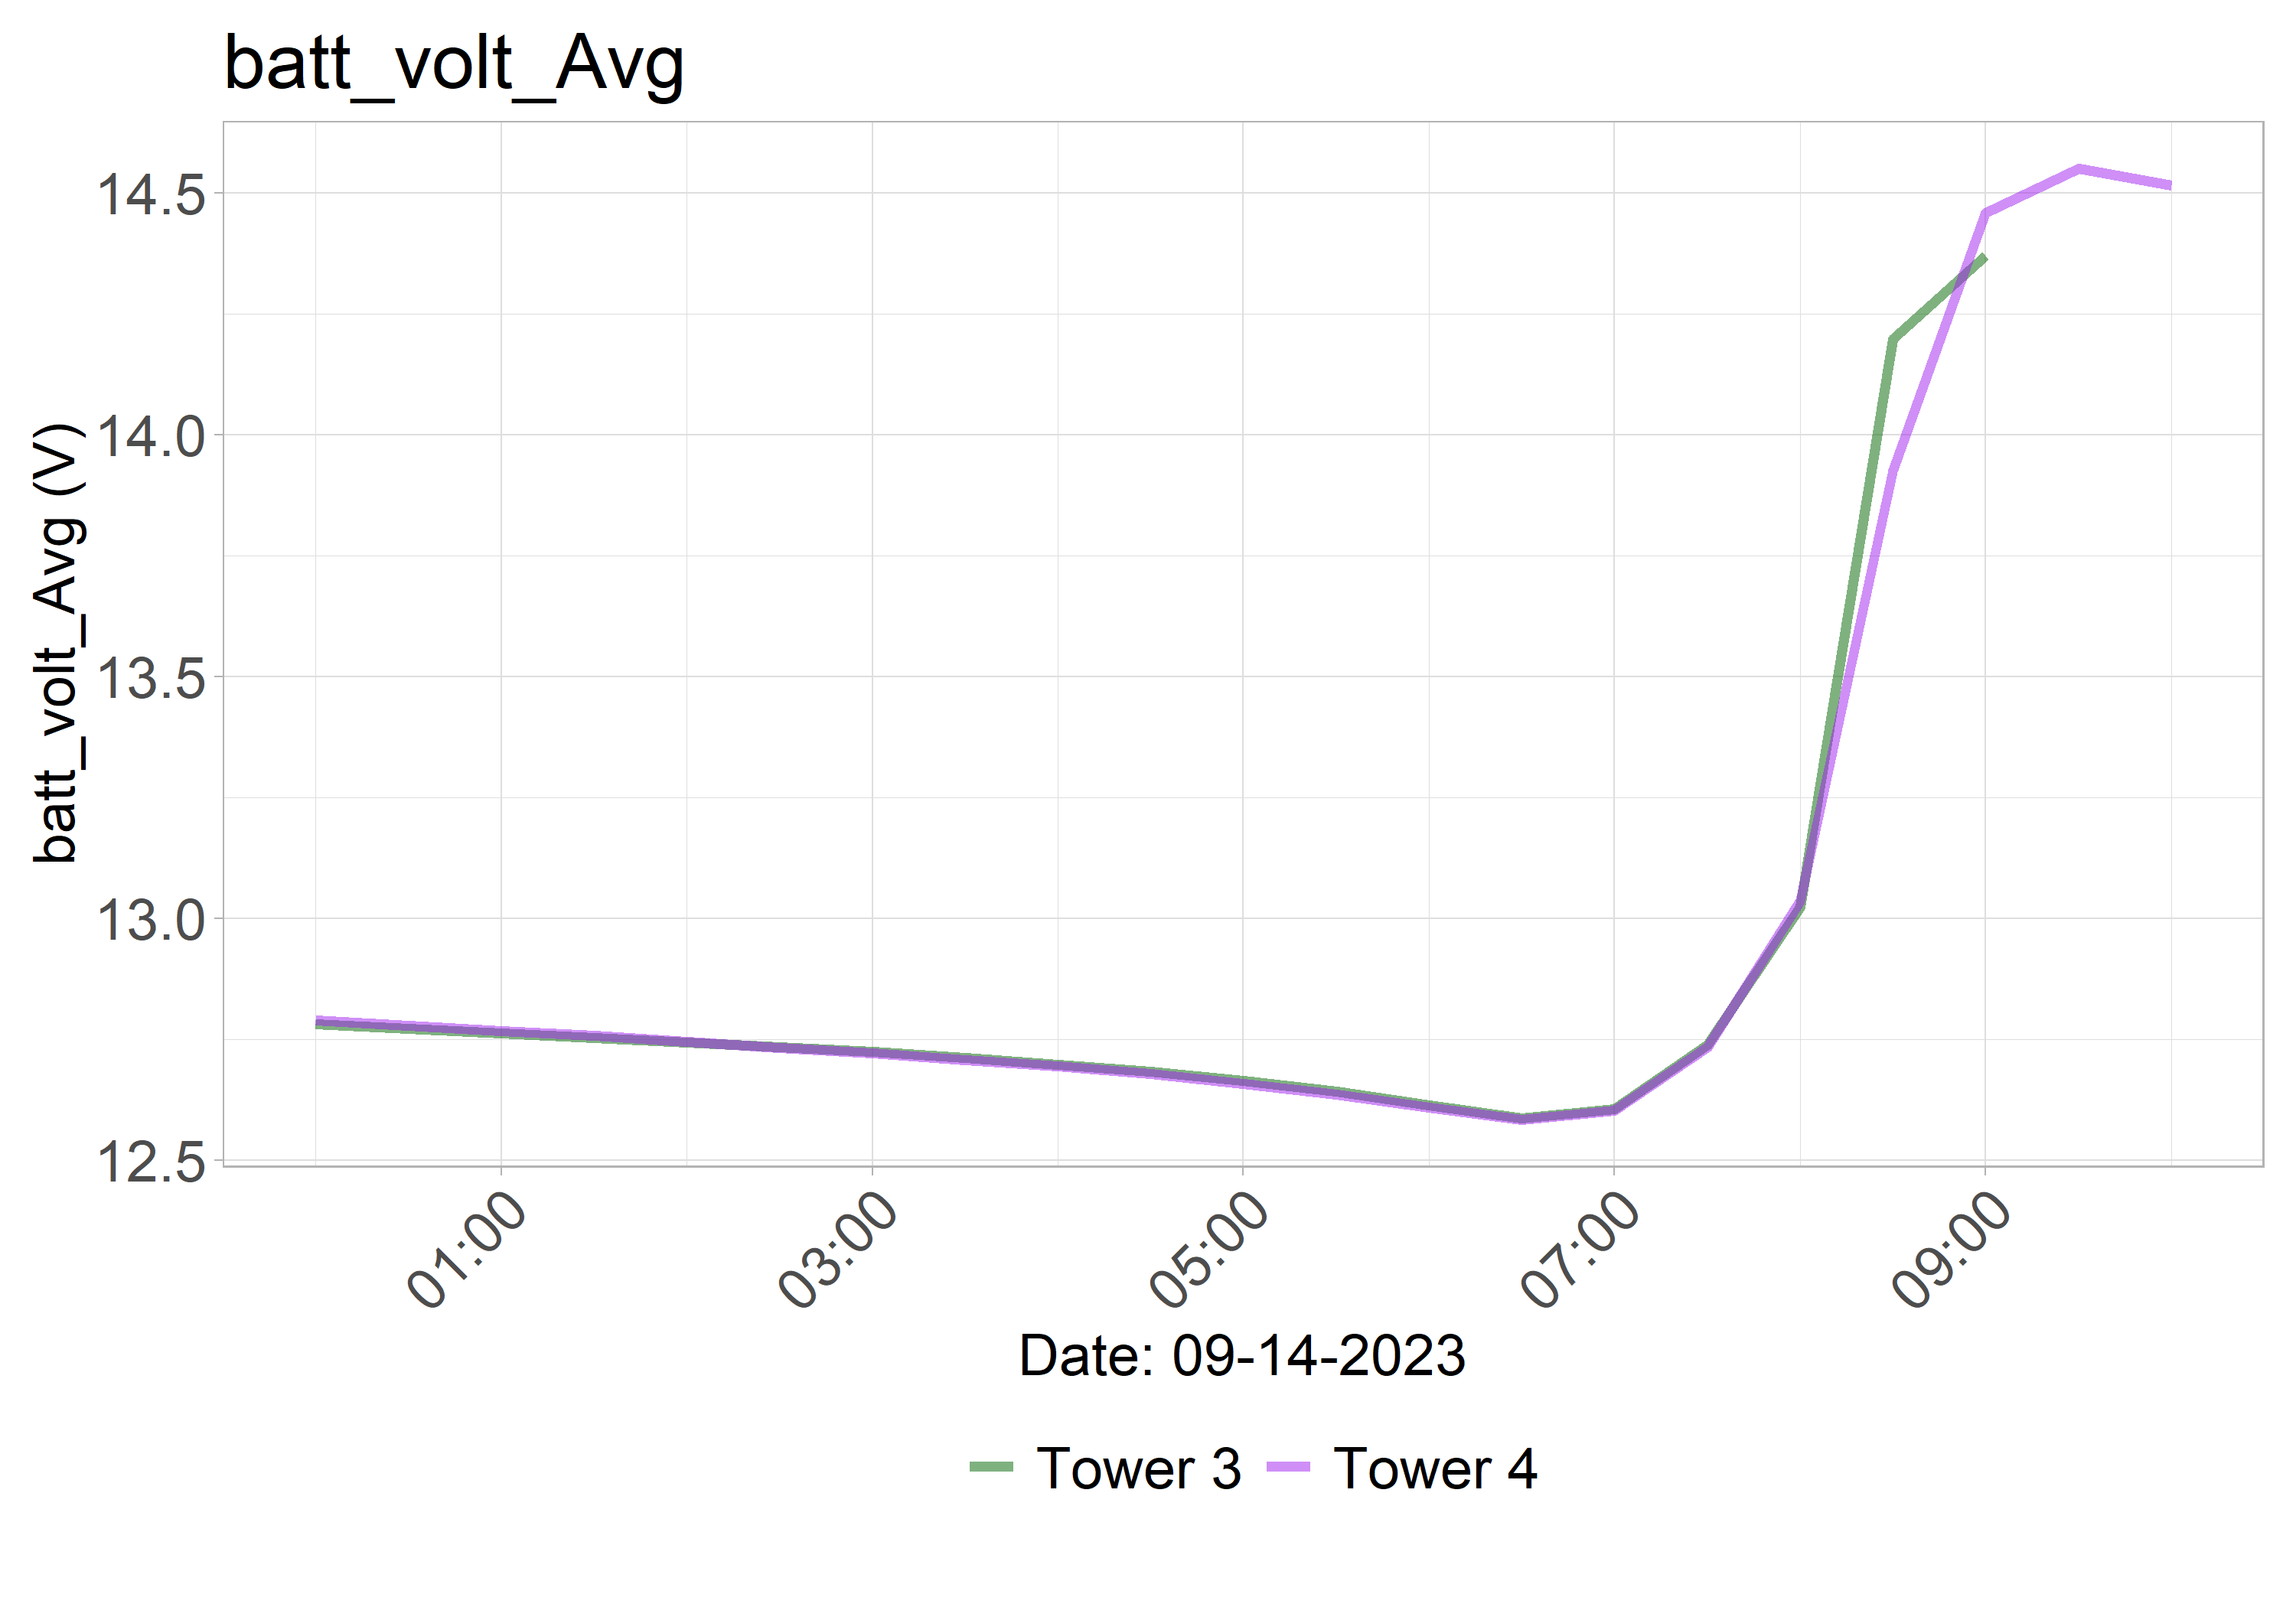 batt_volt_Avg
batt_volt_Avg (V)
14.5
14.0
13.5
13.0
12.5
01:00 03:00 05:00 07:00 09:00
Date: 09-14-2023
Tower 3 Tower 4